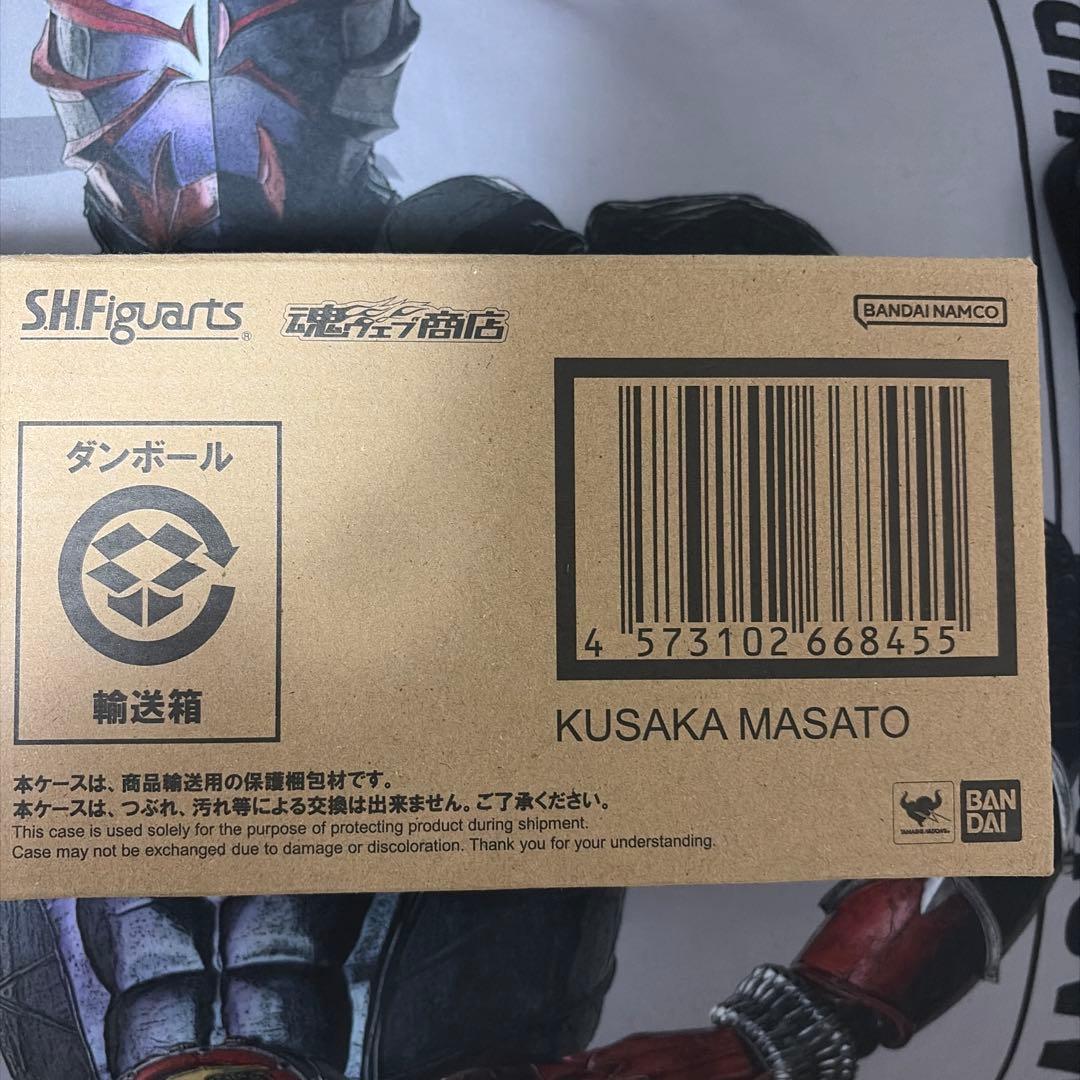 S.H.Figuarts®
魂ウェブ商店
BANDAI NAMCO
ダンボール
輸送箱
4 573102 668455
KUSAKA MASATO
本ケースは、商品輸送用の保護梱包材です。
本ケースは、つぶれ、汚れ等による交換は出来ません。ご了承ください。
This case is used solely for the purpose of protecting product during shipment.
Case may not be exchanged due to damage or discoloration. Thank you for your understanding.
TAMASHII NATIONS
BAN
DAI